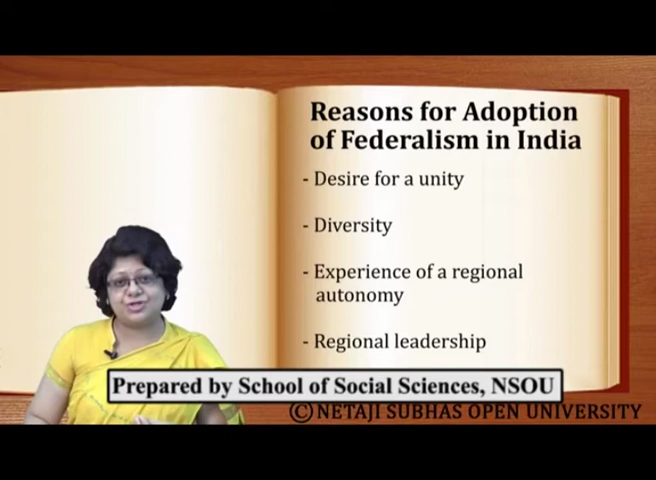 Reasons for Adoption
of Federalism in India
- Desire for a unity
- Diversity
- Experience of a regional
autonomy
- Regional leadership
Prepared by School of Social Sciences, NSOU
© NETAJI SUBHAS OPEN UNIVERSITY